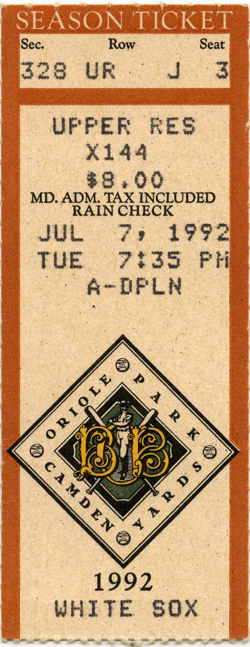 SEASON TICKET
Sec. Row Seat
328 UR J 3
UPPER RES
X144
$8.00
MD. ADM. TAX INCLUDED
RAIN CHECK
JUL 7, 1992
TUE 7:35 PM
A-DPLN
ORIOLE PARK
CAMDEN YARDS
1992
WHITE SOX